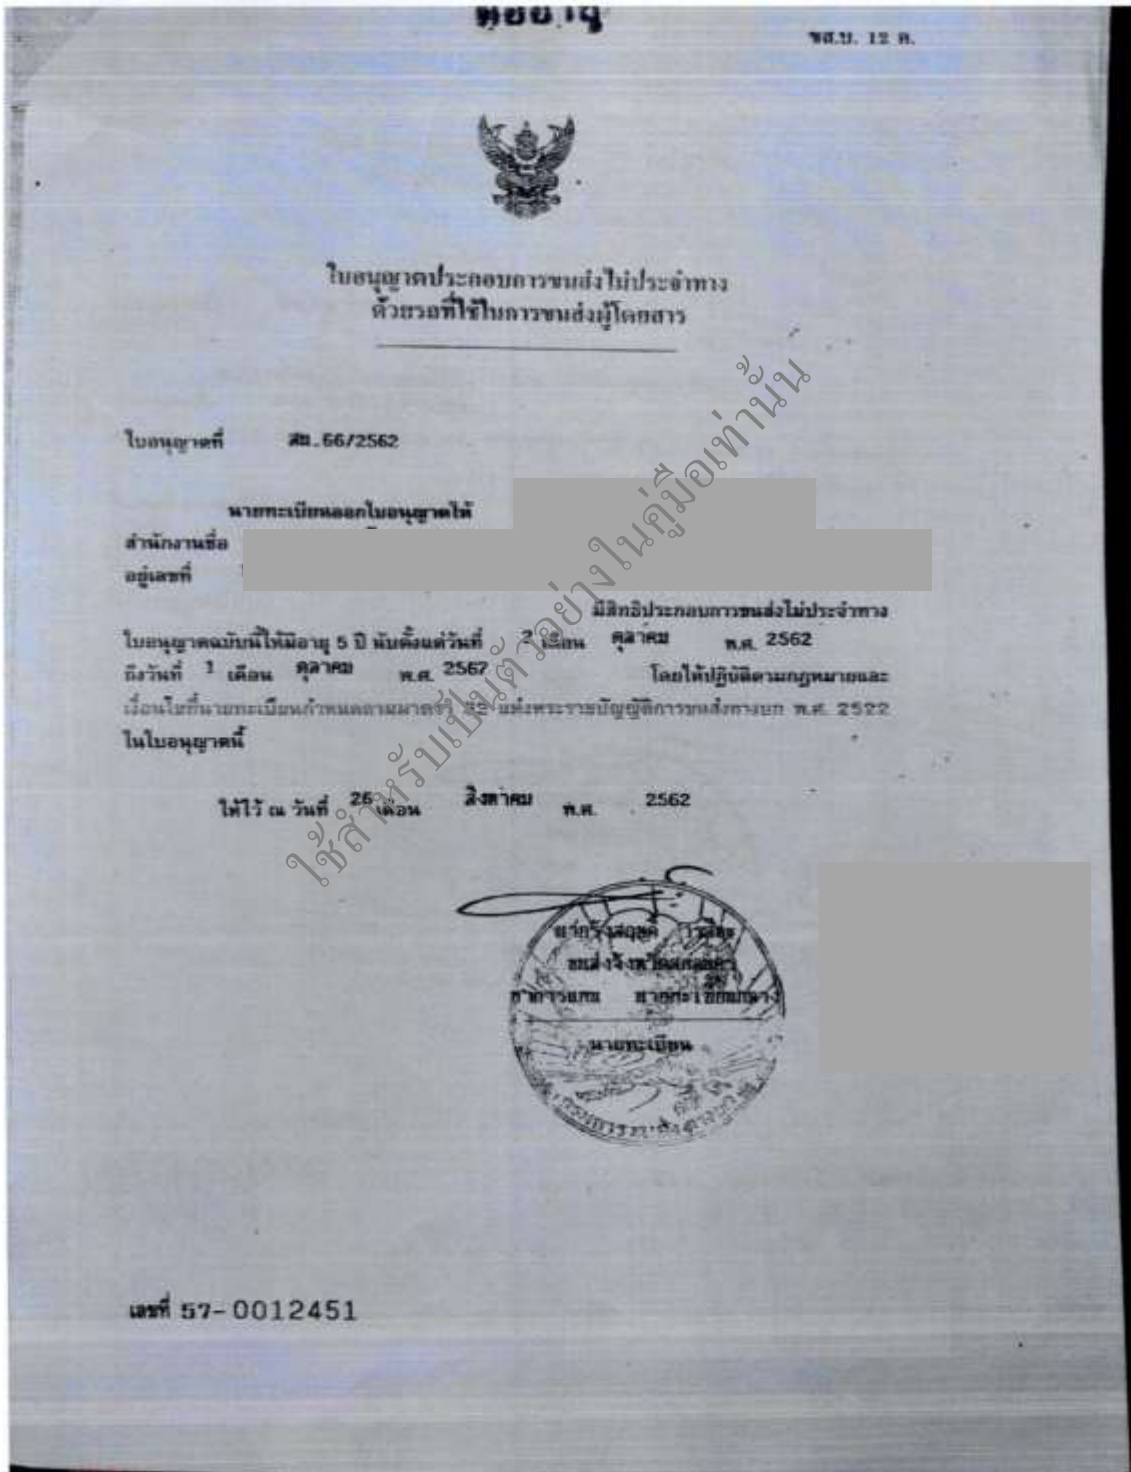 ต่ออายุ
ขส.บ. 12 ค.
ใบอนุญาตประกอบการขนส่งไม่ประจำทาง
ด้วยรถที่ใช้ในการขนส่งผู้โดยสาร
ใบอนุญาตที่ สฆ.66/2562
นายทะเบียนออกใบอนุญาตให้
สำนักงานชื่อ
อยู่เลขที่
มีสิทธิประกอบการขนส่งไม่ประจำทาง
ใบอนุญาตฉบับนี้ให้มีอายุ 5 ปี นับตั้งแต่วันที่ 2 เดือน ตุลาคม พ.ศ. 2562
ถึงวันที่ 1 เดือน ตุลาคม พ.ศ. 2567 โดยให้ปฏิบัติตามกฎหมายและ
เงื่อนไขที่นายทะเบียนกำหนดตามมาตรา 32 แห่งพระราชบัญญัติการขนส่งทางบก พ.ศ. 2522
ในใบอนุญาตนี้
ให้ไว้ ณ วันที่ 26 เดือน สิงหาคม พ.ศ. 2562
ขนส่งจังหวัดสงขลา
นายทะเบียน
เลขที่ 57-0012451
ใช้สำหรับเป็นตัวอย่างในคู่มือเท่านั้น